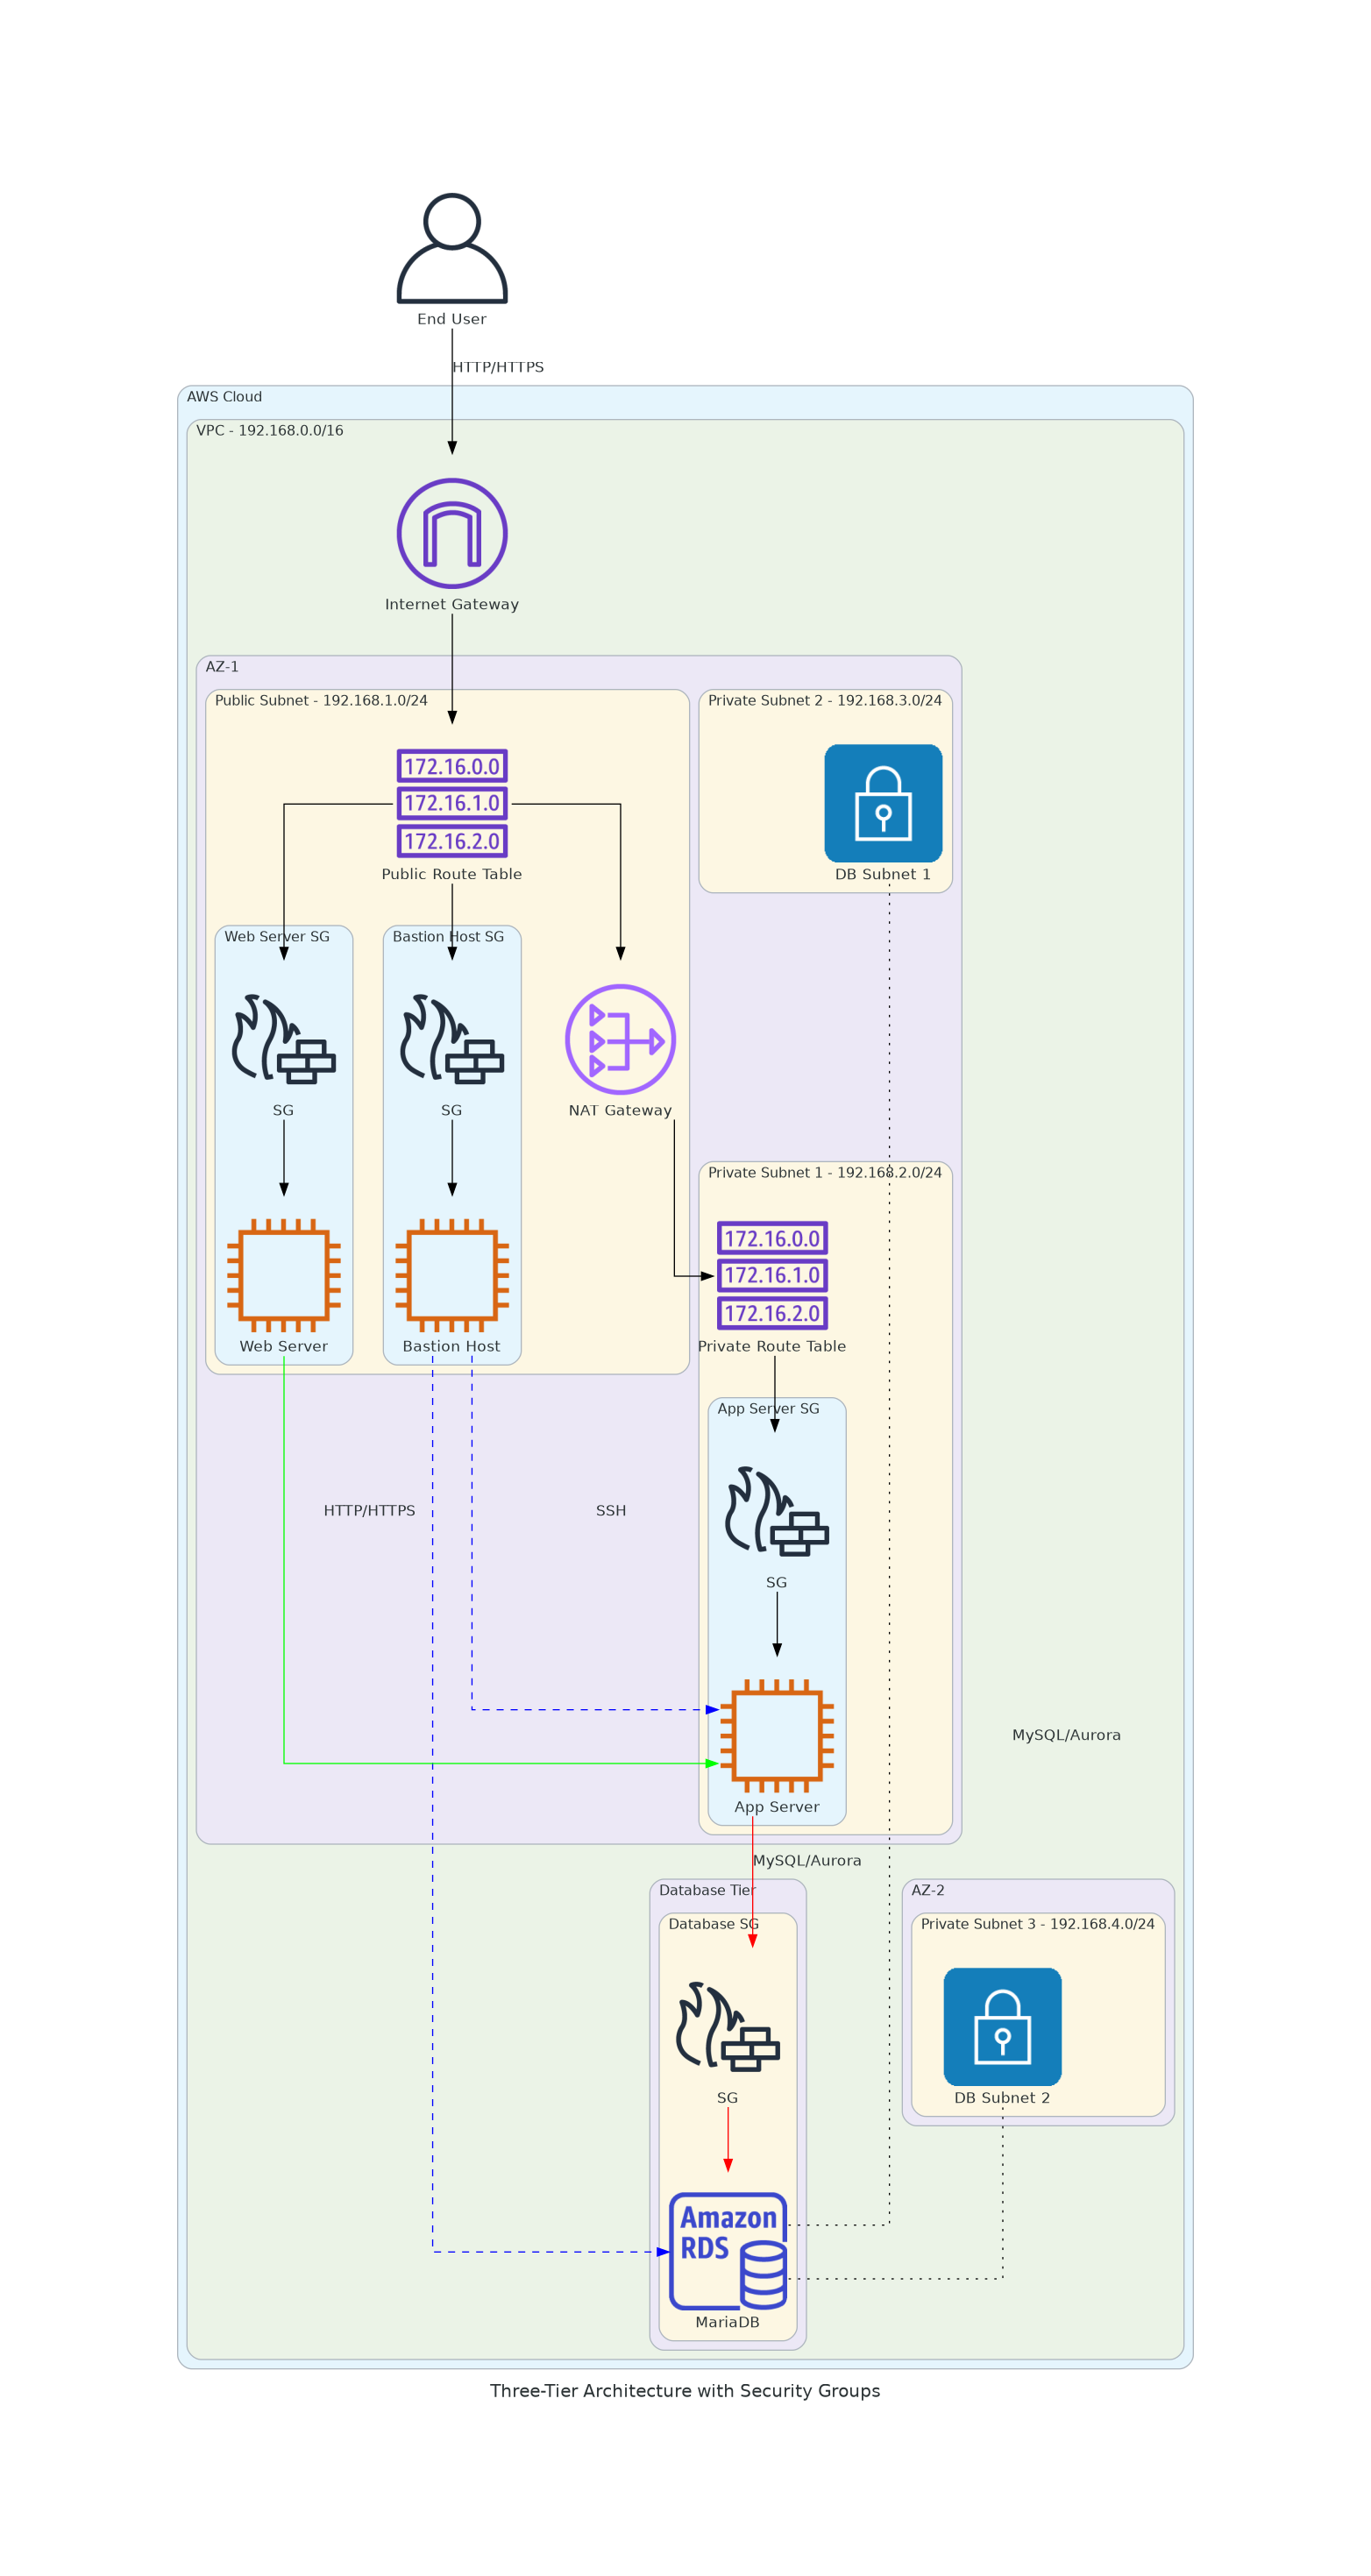 End User
HTTP/HTTPS
AWS Cloud
VPC - 192.168.0.0/16
Internet Gateway
AZ-1
Public Subnet - 192.168.1.0/24
Private Subnet 2 - 192.168.3.0/24
172.16.0.0
172.16.1.0
172.16.2.0
Public Route Table
DB Subnet 1
Web Server SG
Bastion Host SG
SG
SG
NAT Gateway
Private Subnet 1 - 192.168.2.0/24
172.16.0.0
172.16.1.0
172.16.2.0
Web Server
Bastion Host
Private Route Table
App Server SG
HTTP/HTTPS
SSH
SG
MySQL/Aurora
App Server
MySQL/Aurora
Database Tier
AZ-2
Database SG
Private Subnet 3 - 192.168.4.0/24
SG
DB Subnet 2
Amazon
RDS
MariaDB
Three-Tier Architecture with Security Groups